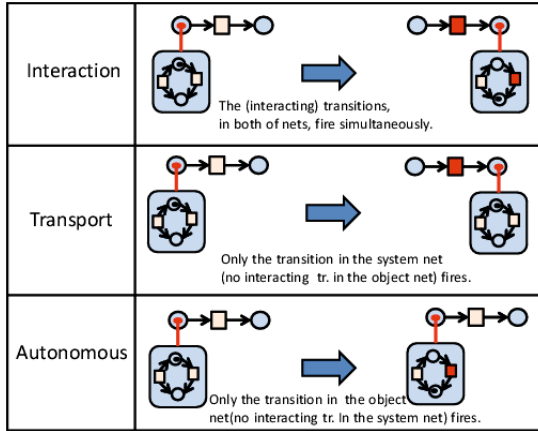 Interaction
The (interacting) transitions,
in both of nets, fire simultaneously.
Transport
Only the transition in the system net
(no interacting tr. in the object net) fires.
Autonomous
Only the transition in the object
net(no interacting tr. In the system net) fires.